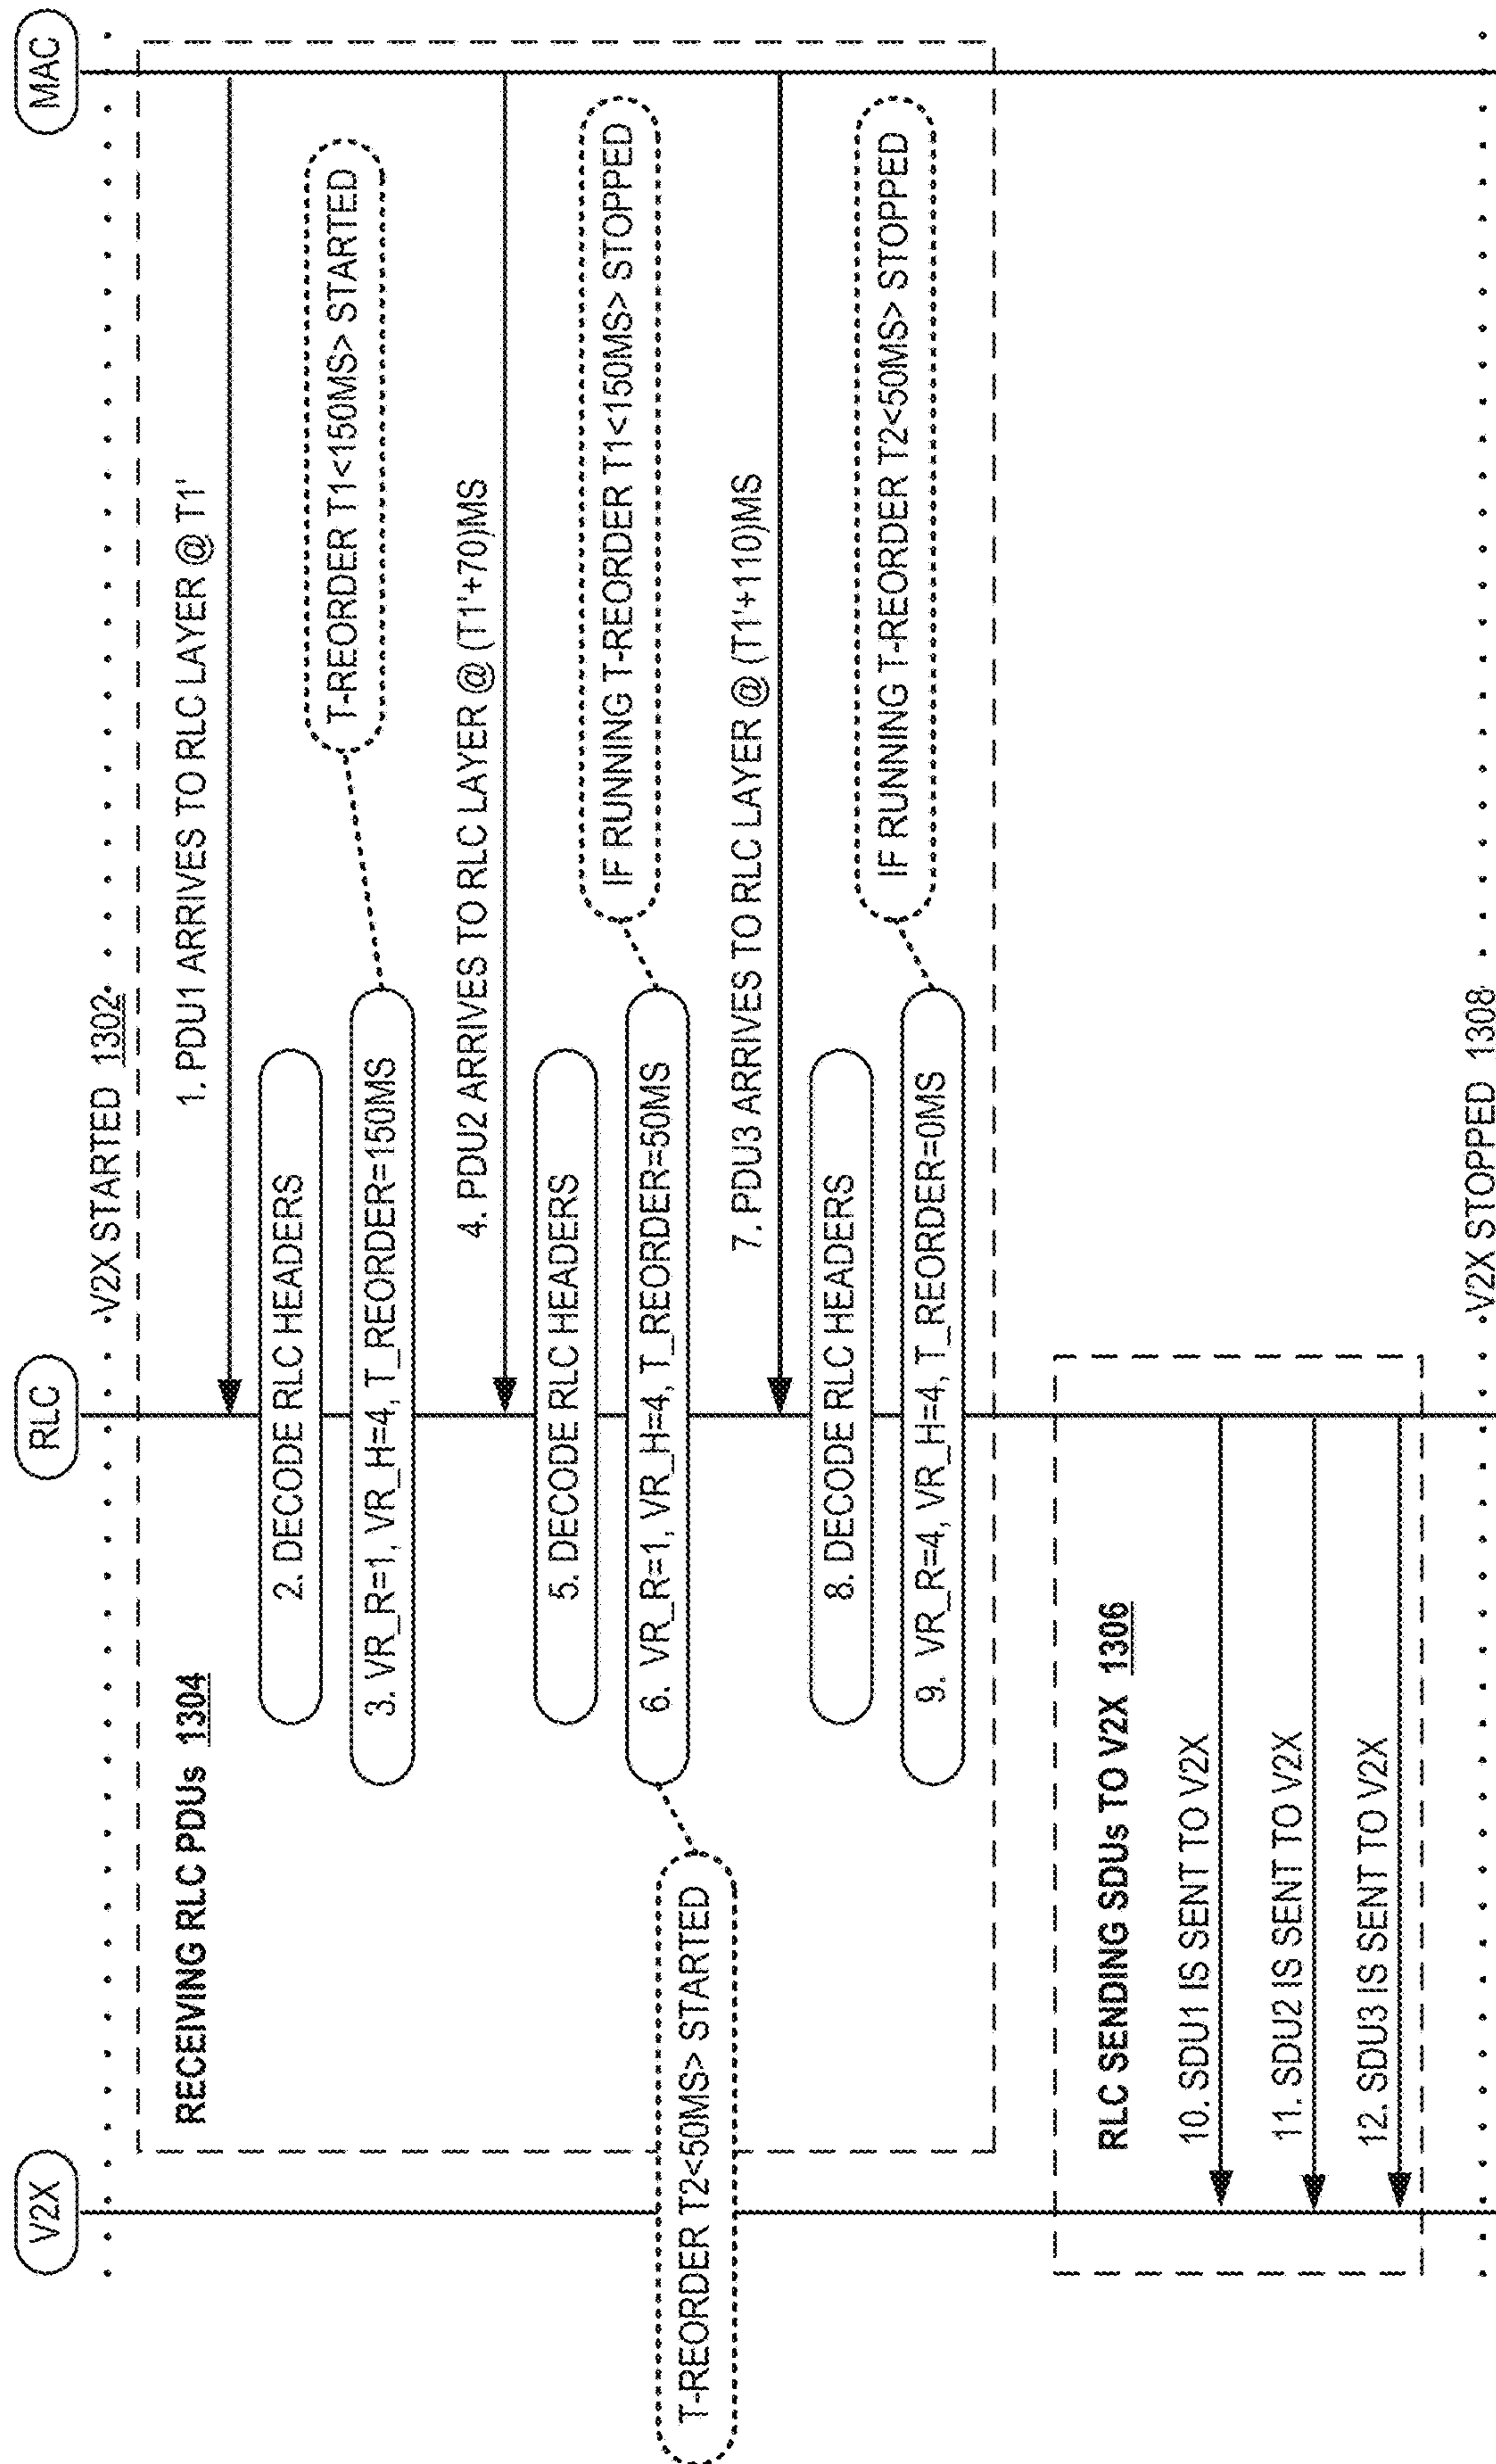 V2X
RLC
MAC
V2X STARTED 1302
RECEIVING RLC PDUs 1304
1. PDU1 ARRIVES TO RLC LAYER @ T1'
2. DECODE RLC HEADERS
T-REORDER T1<150MS> STARTED
3. VR_R=1, VR_H=4, T_REORDER=150MS
4. PDU2 ARRIVES TO RLC LAYER @ (T1'+70)MS
5. DECODE RLC HEADERS
IF RUNNING T-REORDER T1<150MS> STOPPED
6. VR_R=1, VR_H=4, T_REORDER=50MS
T-REORDER T2<50MS> STARTED
7. PDU3 ARRIVES TO RLC LAYER @ (T1'+110)MS
8. DECODE RLC HEADERS
IF RUNNING T-REORDER T2<50MS> STOPPED
9. VR_R=4, VR_H=4, T_REORDER=0MS
RLC SENDING SDUs TO V2X 1306
10. SDU1 IS SENT TO V2X
11. SDU2 IS SENT TO V2X
12. SDU3 IS SENT TO V2X
V2X STOPPED 1308